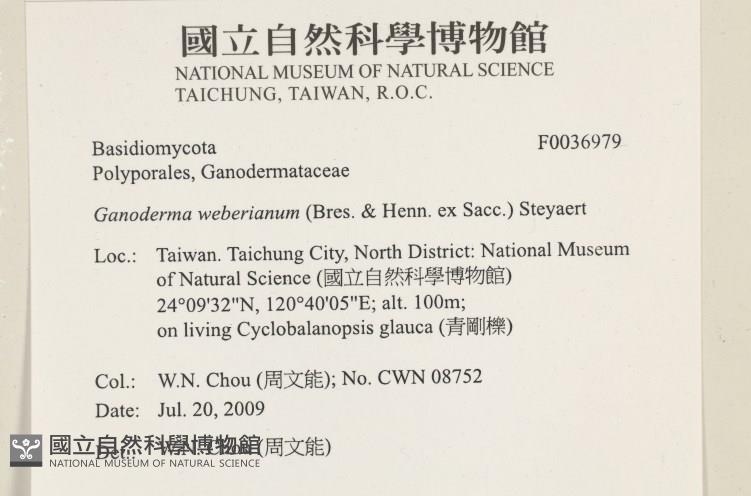 國立自然科學博物館
NATIONAL MUSEUM OF NATURAL SCIENCE
TAICHUNG, TAIWAN, R.O.C.
Basidiomycota F0036979
Polyporales, Ganodermataceae
Ganoderma weberianum (Bres. & Henn. ex Sacc.) Steyaert
Loc.: Taiwan. Taichung City, North District: National Museum
of Natural Science (國立自然科學博物館)
24°09'32"N, 120°40'05"E; alt. 100m;
on living Cyclobalanopsis glauca (青剛櫟)
Col.: W.N. Chou (周文能); No. CWN 08752
Date: Jul. 20, 2009
Det.: W.N. Chou (周文能)
國立自然科學博物館
NATIONAL MUSEUM OF NATURAL SCIENCE